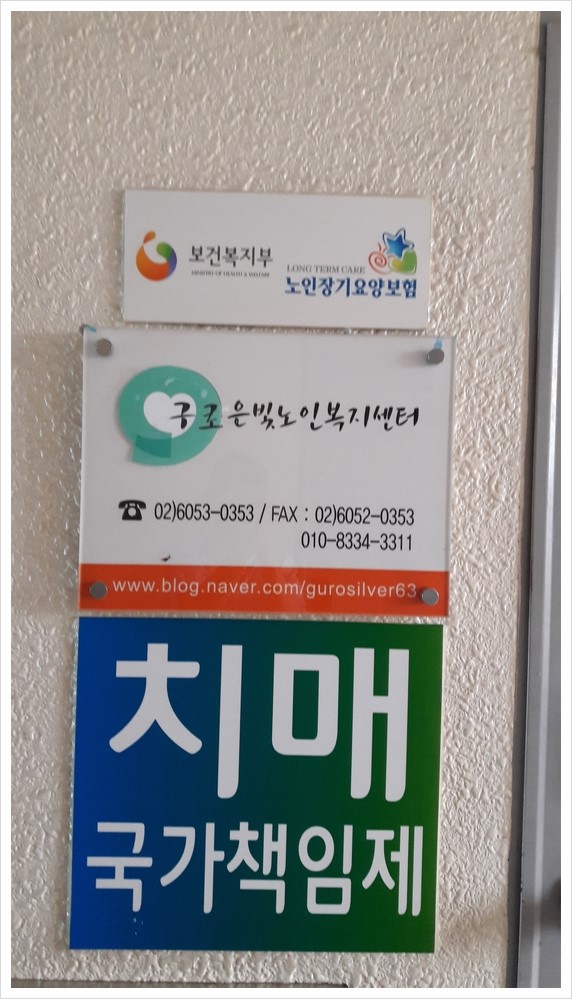 보건복지부
MINISTRY OF HEALTH & WELFARE
LONG TERM CARE
노인장기요양보험
구로은빛노인복지센터
☎ 02)6053-0353 / FAX : 02)6052-0353
010-8334-3311
www.blog.naver.com/gurosilver63
치매
국가책임제